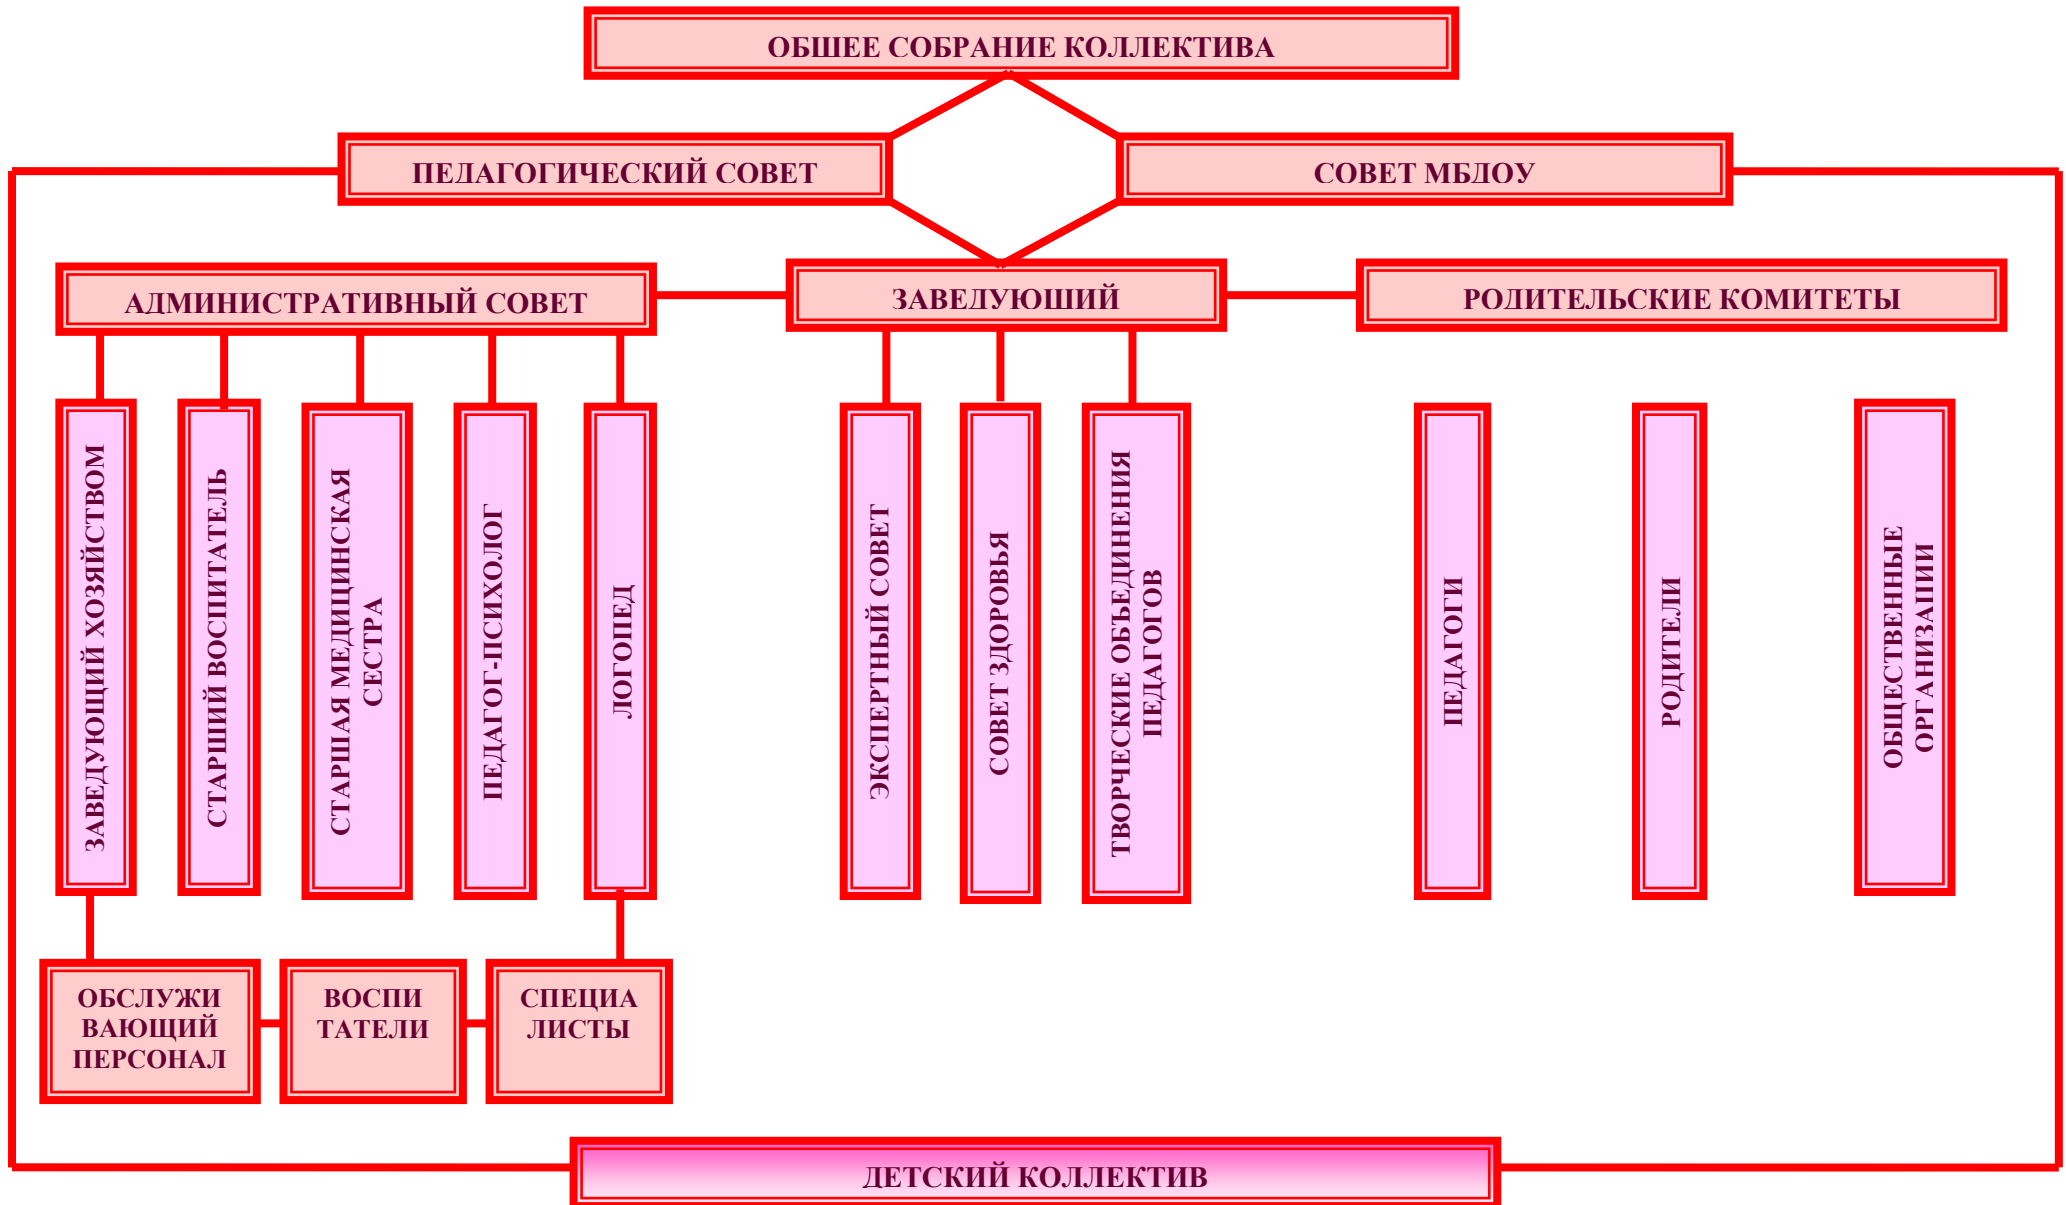 ОБЩЕЕ СОБРАНИЕ КОЛЛЕКТИВА
ПЕДАГОГИЧЕСКИЙ СОВЕТ
СОВЕТ МБДОУ
АДМИНИСТРАТИВНЫЙ СОВЕТ
ЗАВЕДУЮЩИЙ
РОДИТЕЛЬСКИЕ КОМИТЕТЫ
ЗАВЕДУЮЩИЙ ХОЗЯЙСТВОМ
СТАРШИЙ ВОСПИТАТЕЛЬ
СТАРШАЯ МЕДИЦИНСКАЯ
СЕСТРА
ПЕДАГОГ-ПСИХОЛОГ
ЛОГОПЕД
ЭКСПЕРТНЫЙ СОВЕТ
СОВЕТ ЗДОРОВЬЯ
ТВОРЧЕСКИЕ ОБЪЕДИНЕНИЯ
ПЕДАГОГОВ
ПЕДАГОГИ
РОДИТЕЛИ
ОБЩЕСТВЕННЫЕ
ОРГАНИЗАЦИИ
ОБСЛУЖИ
ВАЮЩИЙ
ПЕРСОНАЛ
ВОСПИ
ТАТЕЛИ
СПЕЦИА
ЛИСТЫ
ДЕТСКИЙ КОЛЛЕКТИВ